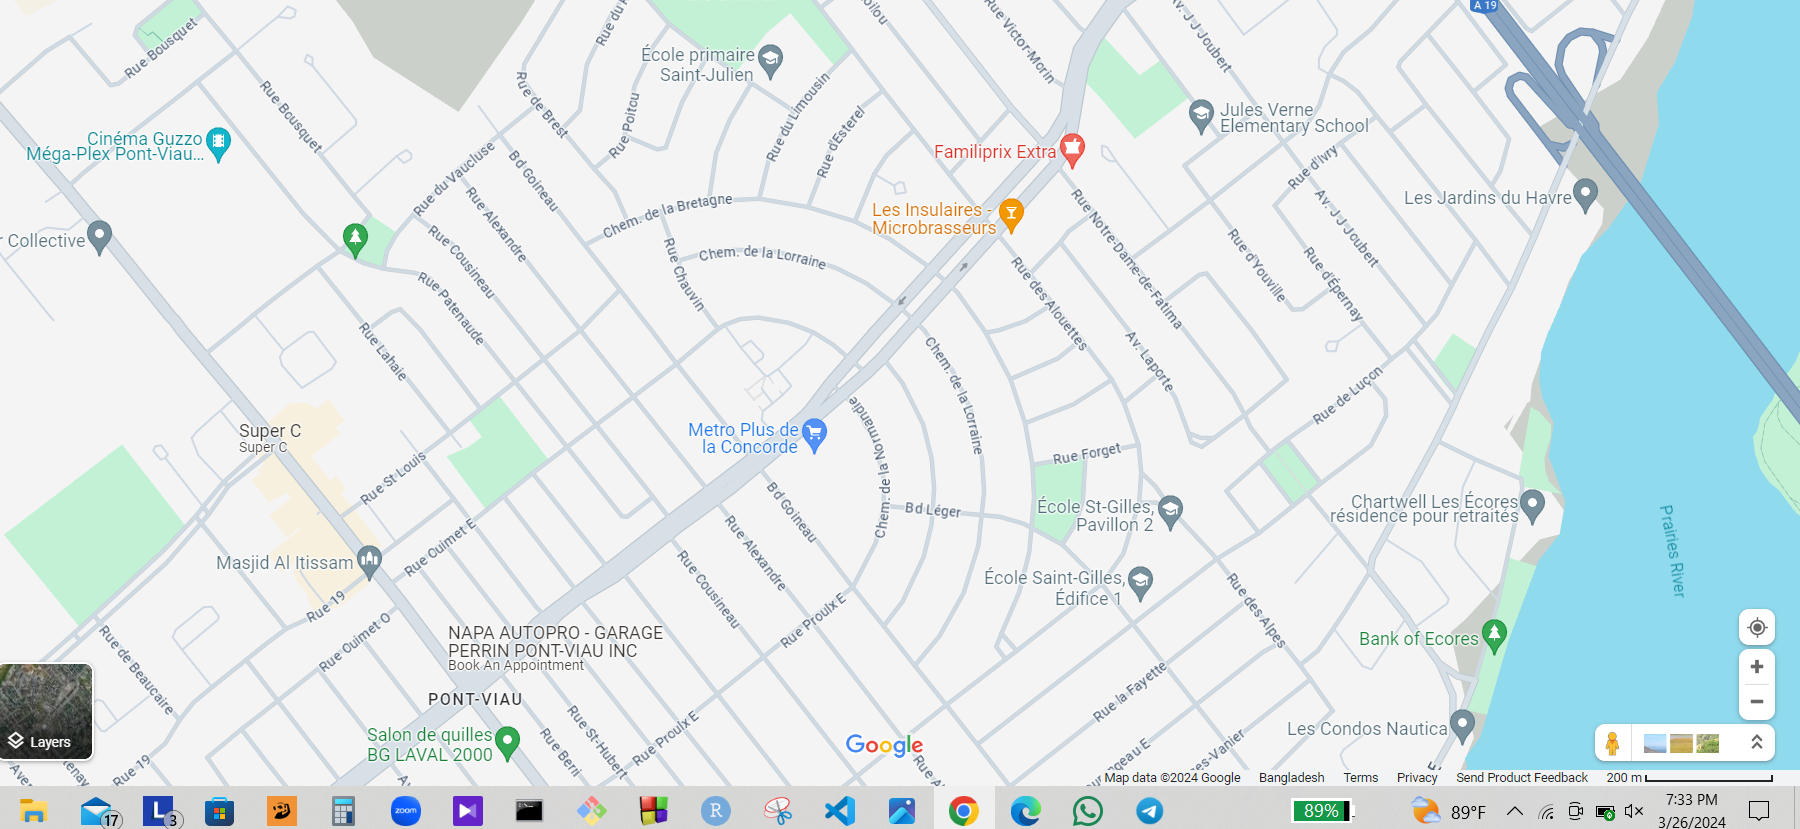 A 19
Rue Bousquet
Rue Bousquet
École primaire
Saint-Julien
Rue Victor-Morin
J Joubert
Rue de Brest
Rue Poitou
Rue du Limousin
Rue d'Esterel
Jules Verne
Elementary School
Cinéma Guzzo
Méga-Plex Pont-Viau...
Familiprix Extra
Rue d'Ivry
Rue du Vaucluse
Bd Goineau
Rue Alexandre
Les Jardins du Havre
Les Insulaires -
Microbrasseurs
Chem. de la Bretagne
Rue Notre-Dame-de-Fatima
Av. J J Joubert
Collective
Rue Cousineau
Rue Chauvin
Chem. de la Lorraine
Rue d'Youville
Rue d'Épernay
Rue Patenaude
Rue des Alouettes
Rue Lahaie
Av. Laporte
Chem. de la Lorraine
Rue de Luçon
Super C
Super C
Metro Plus de
la Concorde
Chem. de la Normandie
Rue Forget
Rue St-Louis
Bd Goineau
Bd Léger
École St-Gilles,
Pavillon 2
Chartwell Les Écores
résidence pour retraités
Prairies River
Rue Ouimet E
Rue Alexandre
Masjid Al Itissam
Rue Cousineau
École Saint-Gilles,
Édifice 1
Rue 19
Rue des Alpes
Rue Proulx E
Rue Ouimet O
NAPA AUTOPRO - GARAGE
PERRIN PONT-VIAU INC
Book An Appointment
Bank of Ecores
Rue de Beaucaire
PONT-VIAU
Rue la Fayette
Salon de quilles
BG LAVAL 2000
Rue Berri
Rue St-Hubert
Rue Proulx E
Les Condos Nautica
Layers
Rue 19
Google
Map data ©2024 Google
Bangladesh
Terms
Privacy
Send Product Feedback
200 m
17
L
3
zoom
R
89%
89°F
7:33 PM
3/26/2024